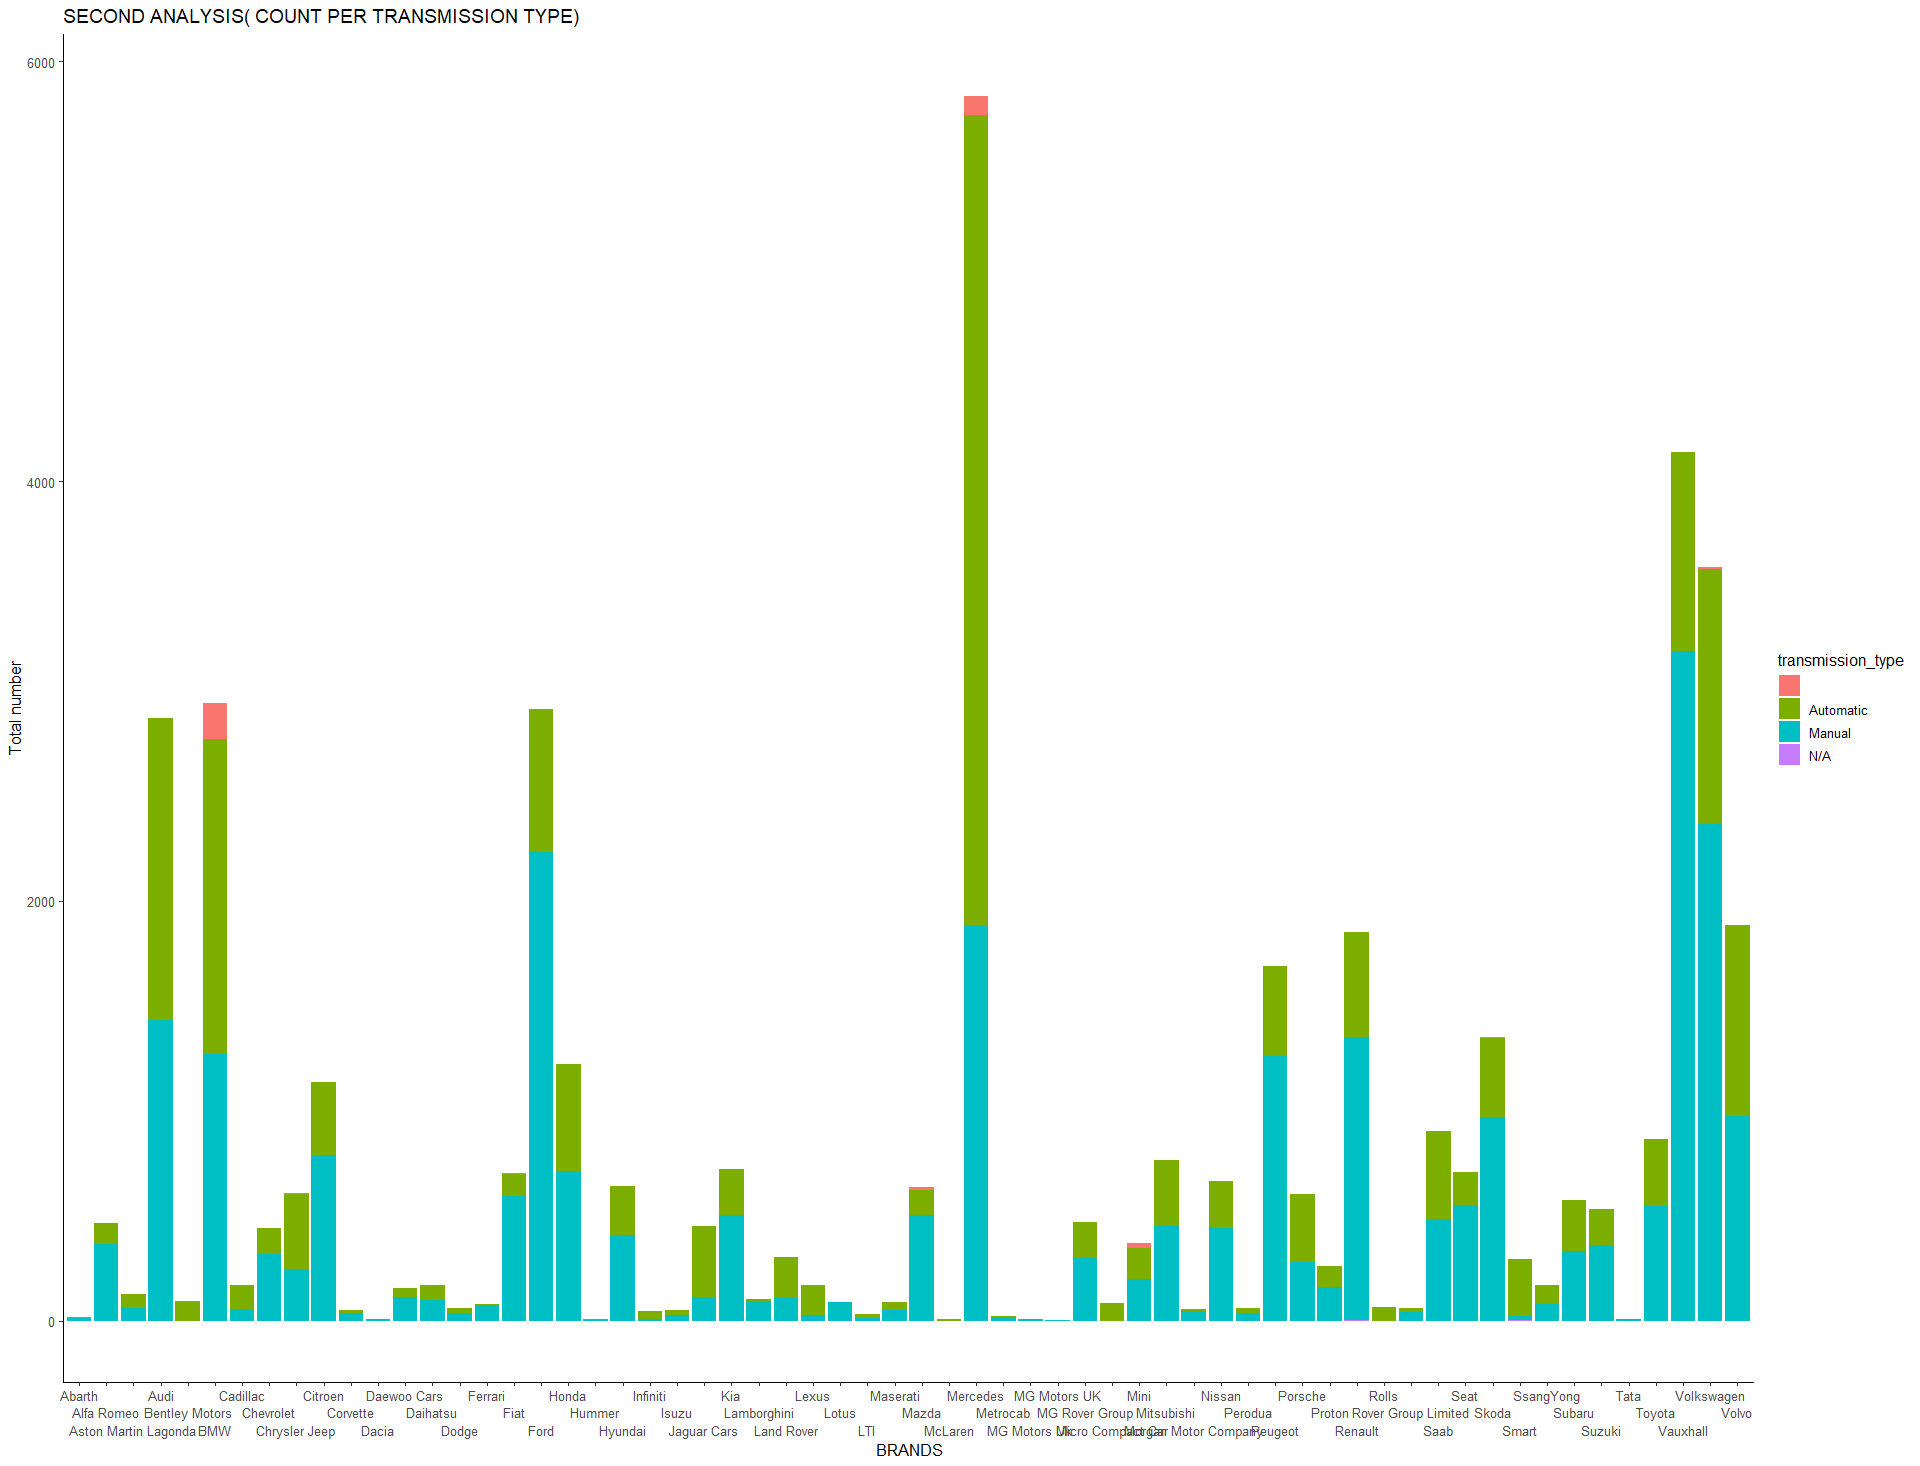 SECOND ANALYSIS( COUNT PER TRANSMISSION TYPE)
6000
4000
2000
0
Total number
transmission_type
Automatic
Manual
N/A
Abarth Audi Cadillac Citroen Daewoo Cars Ferrari Honda Infiniti Kia Lexus Maserati Mercedes MG Motors UK Mini Nissan Porsche Rolls Seat SsangYong Tata Volkswagen
Alfa Romeo Bentley Motors Chevrolet Corvette Daihatsu Fiat Hummer Isuzu Lamborghini Lotus Mazda Metrocab MG Rover Group Mitsubishi Perodua Proton Rover Group Limited Skoda Subaru Toyota Volvo
Aston Martin Lagonda BMW Chrysler Jeep Dacia Dodge Ford Hyundai Jaguar Cars Land Rover LTI McLaren MG Motors Uk Micro Compact Car Morgan Motor Company Peugeot Renault Saab Smart Suzuki Vauxhall
BRANDS